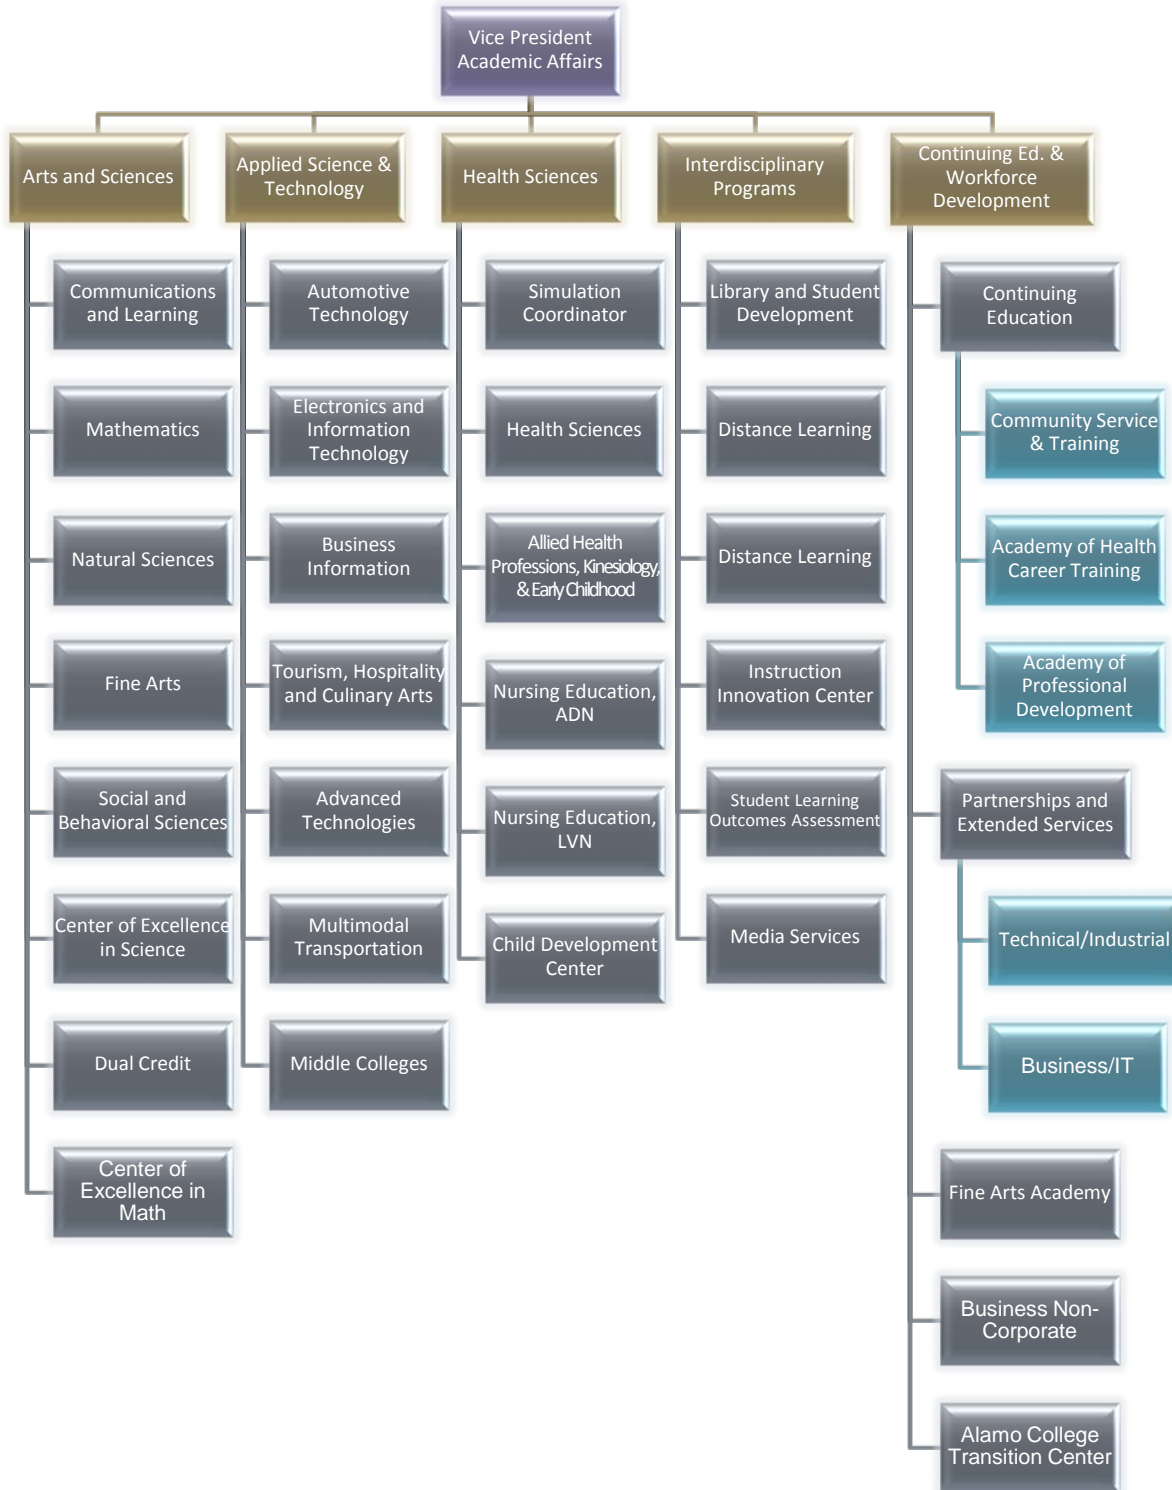 Vice President
Academic Affairs
Arts and Sciences
Applied Science &
Technology
Health Sciences
Interdisciplinary
Programs
Continuing Ed. &
Workforce
Development
Communications
and Learning
Mathematics
Natural Sciences
Fine Arts
Social and
Behavioral Sciences
Center of Excellence
in Science
Dual Credit
Center of
Excellence in
Math
Automotive
Technology
Electronics and
Information
Technology
Business
Information
Tourism, Hospitality
and Culinary Arts
Advanced
Technologies
Multimodal
Transportation
Middle Colleges
Simulation
Coordinator
Health Sciences
Allied Health
Professions, Kinesiology,
& Early Childhood
Nursing Education,
ADN
Nursing Education,
LVN
Child Development
Center
Library and Student
Development
Distance Learning
Distance Learning
Instruction
Innovation Center
Student Learning
Outcomes Assessment
Media Services
Continuing
Education
Community Service
& Training
Academy of Health
Career Training
Academy of
Professional
Development
Partnerships and
Extended Services
Technical/Industrial
Business/IT
Fine Arts Academy
Business Non-
Corporate
Alamo College
Transition Center